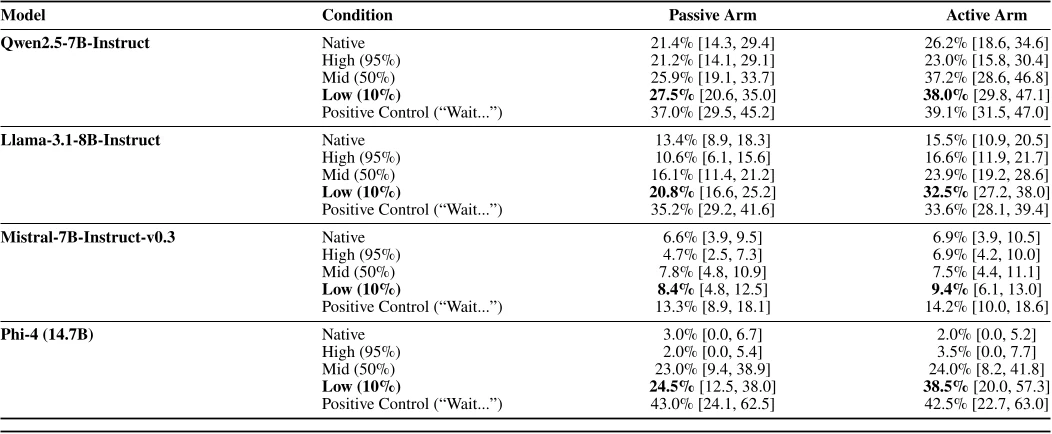 Model Condition Passive Arm Active Arm
Qwen2.5-7B-Instruct Native 21.4% [14.3, 29.4] 26.2% [18.6, 34.6]
High (95%) 21.2% [14.1, 29.1] 23.0% [15.8, 30.4]
Mid (50%) 25.9% [19.1, 33.7] 37.2% [28.6, 46.8]
Low (10%) 27.5% [20.6, 35.0] 38.0% [29.8, 47.1]
Positive Control (“Wait...”) 37.0% [29.5, 45.2] 39.1% [31.5, 47.0]
Llama-3.1-8B-Instruct Native 13.4% [8.9, 18.3] 15.5% [10.9, 20.5]
High (95%) 10.6% [6.1, 15.6] 16.6% [11.9, 21.7]
Mid (50%) 16.1% [11.4, 21.2] 23.9% [19.2, 28.6]
Low (10%) 20.8% [16.6, 25.2] 32.5% [27.2, 38.0]
Positive Control (“Wait...”) 35.2% [29.2, 41.6] 33.6% [28.1, 39.4]
Mistral-7B-Instruct-v0.3 Native 6.6% [3.9, 9.5] 6.9% [3.9, 10.5]
High (95%) 4.7% [2.5, 7.3] 6.9% [4.2, 10.0]
Mid (50%) 7.8% [4.8, 10.9] 7.5% [4.4, 11.1]
Low (10%) 8.4% [4.8, 12.5] 9.4% [6.1, 13.0]
Positive Control (“Wait...”) 13.3% [8.9, 18.1] 14.2% [10.0, 18.6]
Phi-4 (14.7B) Native 3.0% [0.0, 6.7] 2.0% [0.0, 5.2]
High (95%) 2.0% [0.0, 5.4] 3.5% [0.0, 7.7]
Mid (50%) 23.0% [9.4, 38.9] 24.0% [8.2, 41.8]
Low (10%) 24.5% [12.5, 38.0] 38.5% [20.0, 57.3]
Positive Control (“Wait...”) 43.0% [24.1, 62.5] 42.5% [22.7, 63.0]